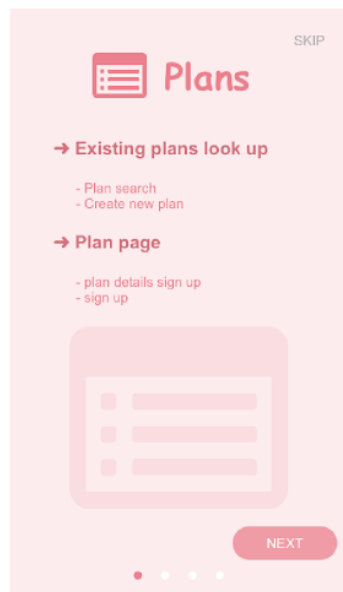 SKIP
Plans
➔ Existing plans look up
- Plan search
- Create new plan
➔ Plan page
- plan details sign up
- sign up
NEXT